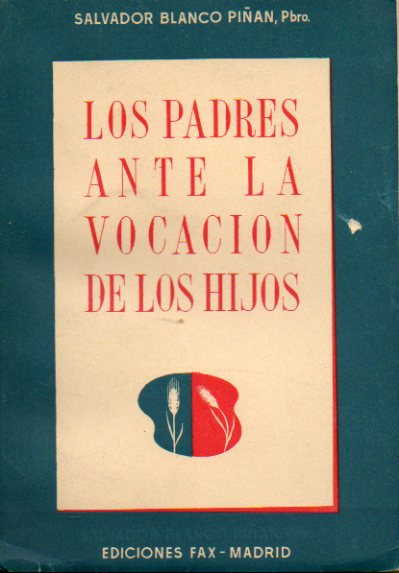 SALVADOR BLANCO PIÑAN, Pbro.
LOS PADRES
ANTE LA
VOCACION
DE LOS HIJOS
EDICIONES FAX - MADRID